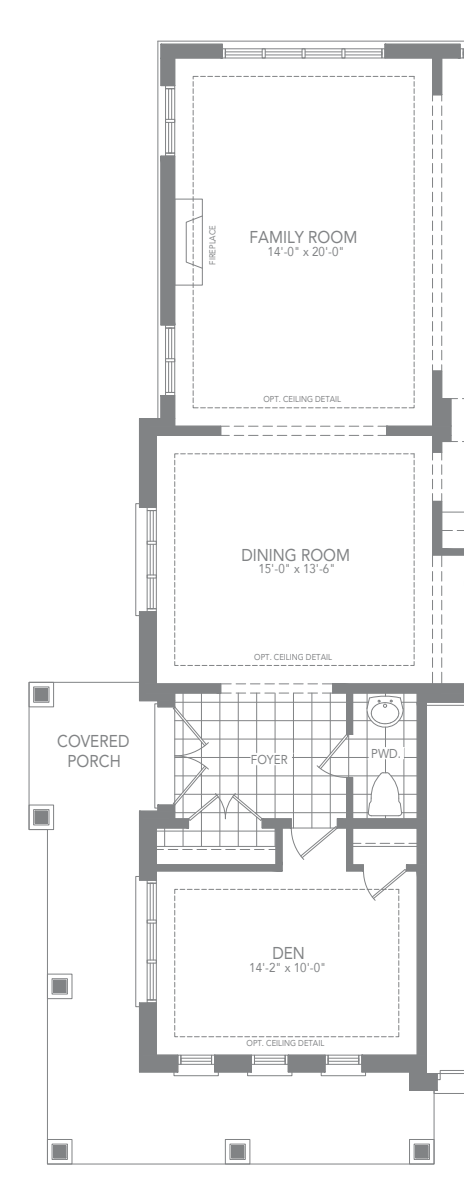 FAMILY ROOM
14'-0" x 20'-0"
FIREPLACE
OPT. CEILING DETAIL
DINING ROOM
15'-0" x 13'-6"
OPT. CEILING DETAIL
COVERED
PORCH
FOYER
PWD.
DEN
14'-2" x 10'-0"
OPT. CEILING DETAIL